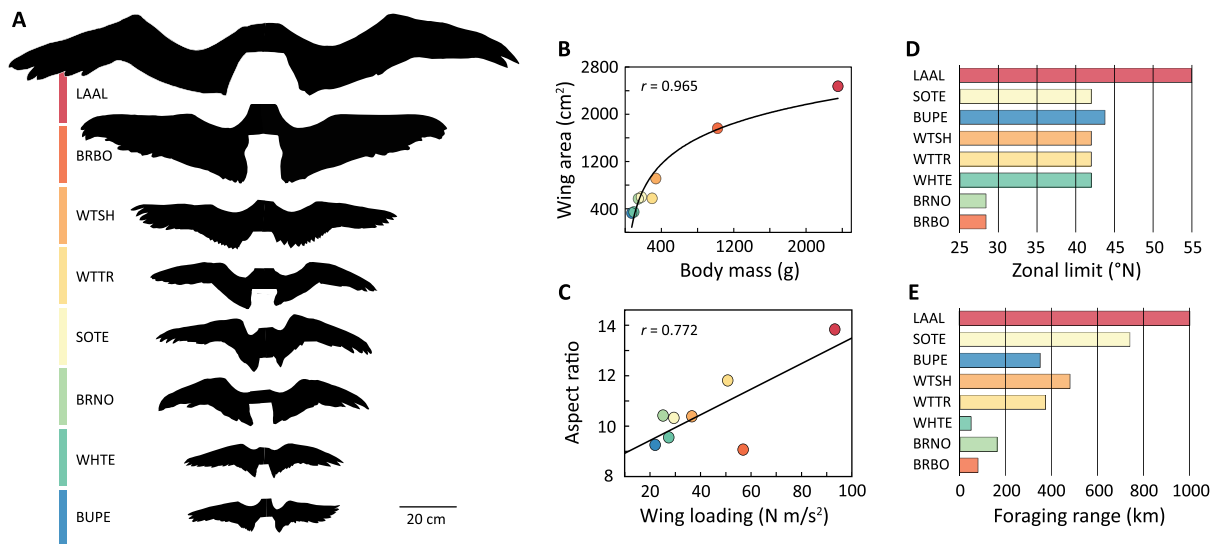 A
LAAL
BRBO
WTSH
WTTR
SOTE
BRNO
WHTE
BUPE
20 cm
B
r = 0.965
Wing area (cm²)
2800
2000
1200
400
400 1200 2000
Body mass (g)
C
r = 0.772
Aspect ratio
14
12
10
8
20 40 60 80 100
Wing loading (N m/s²)
D
LAAL
SOTE
BUPE
WTSH
WTTR
WHTE
BRNO
BRBO
25 30 35 40 45 50 55
Zonal limit (°N)
E
LAAL
SOTE
BUPE
WTSH
WTTR
WHTE
BRNO
BRBO
0 200 400 600 800 1000
Foraging range (km)